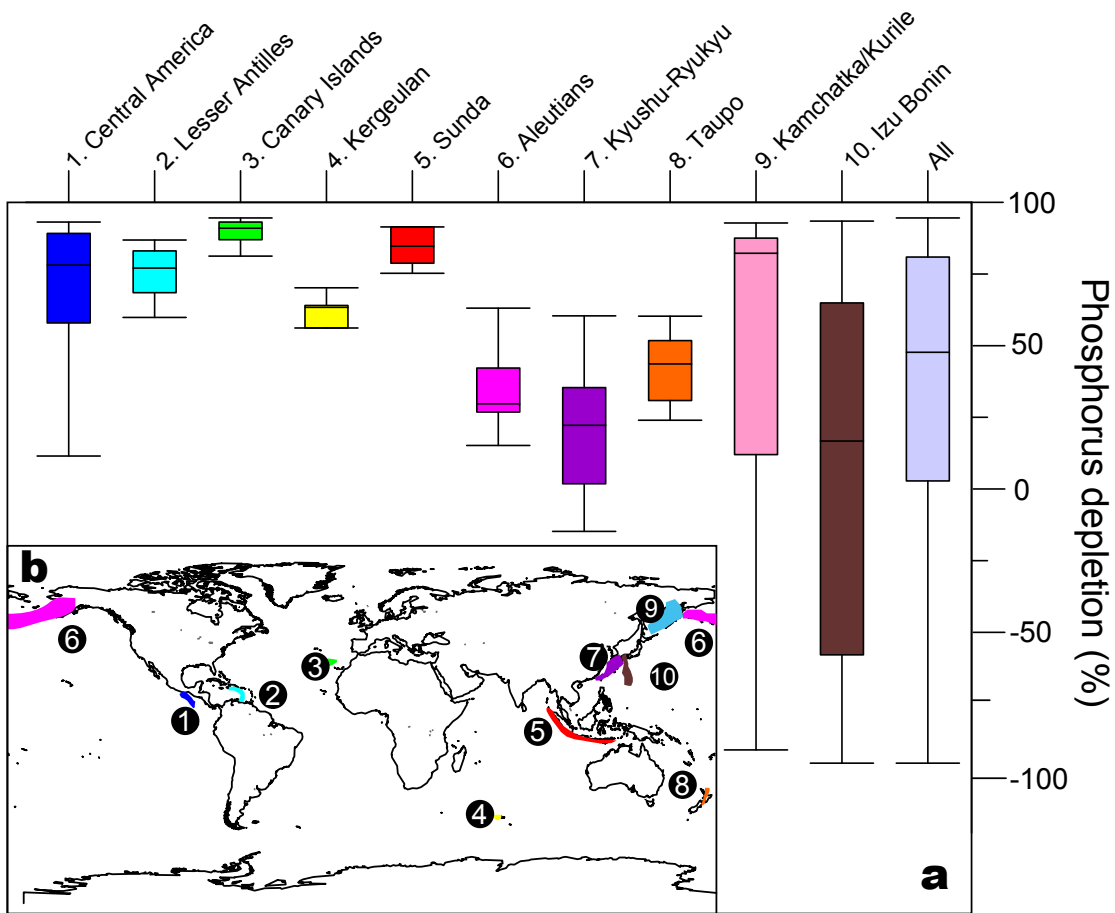 1. Central America
2. Lesser Antilles
3. Canary Islands
4. Kergeulan
5. Sunda
6. Aleutians
7. Kyushu-Ryukyu
8. Taupo
9. Kamchatka/Kurile
10. Izu Bonin
All
100
50
0
-50
-100
Phosphorus depletion (%)
b
6
3
2
1
9
6
7
10
5
8
4
a